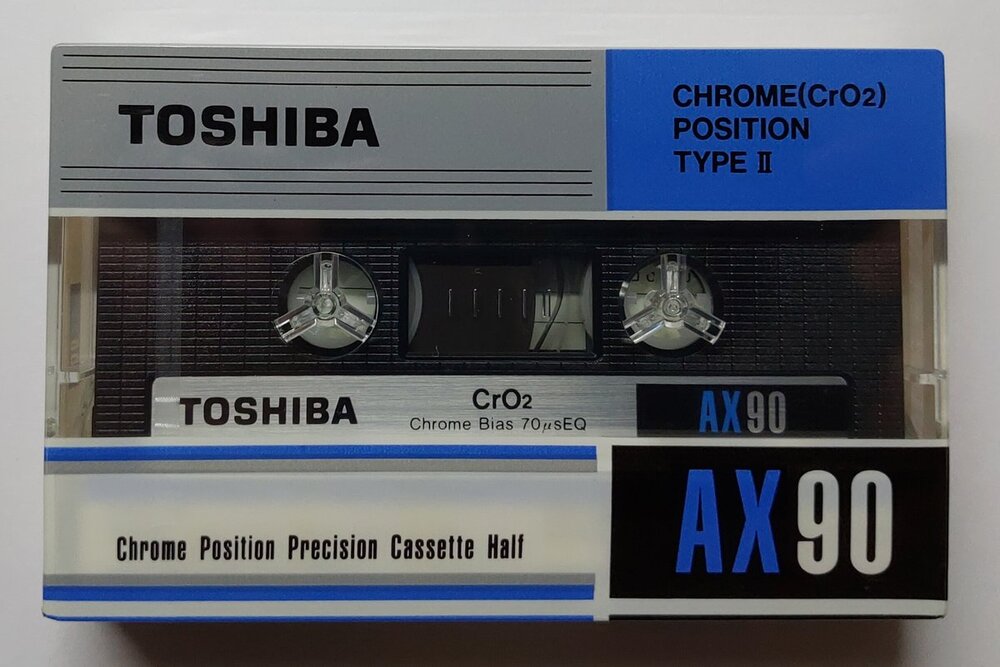 TOSHIBA
CHROME(CrO2)
POSITION
TYPE II
TOSHIBA
CrO2
Chrome Bias 70μsEQ
AX90
Chrome Position Precision Cassette Half
AX90